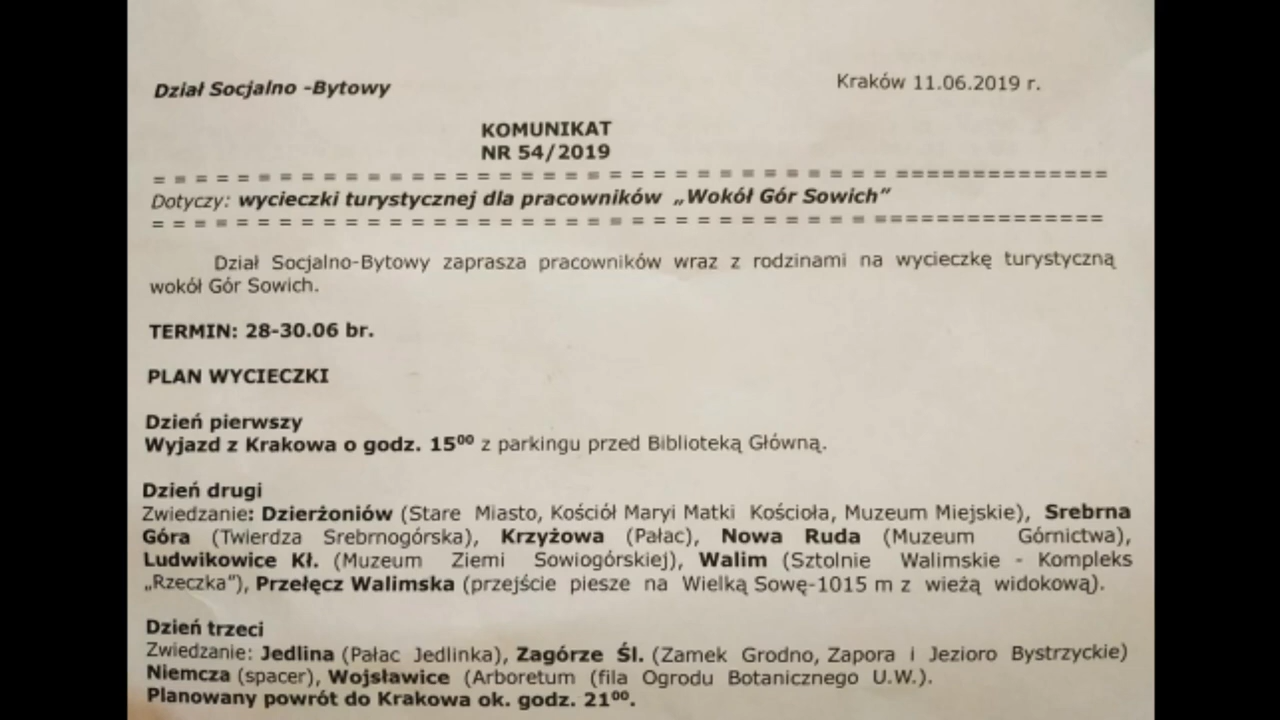 Dział Socjalno -Bytowy
Kraków 11.06.2019 r.
KOMUNIKAT
NR 54/2019
= = = = = = = = = = = = = = = = = = = = = = = = = = = = = = = = = = ===============
Dotyczy: wycieczki turystycznej dla pracowników „Wokół Gór Sowich”
= = = = = = = = = = = = = = = = = = = = = = = = = = = = = = = = = = ===============
Dział Socjalno-Bytowy zaprasza pracowników wraz z rodzinami na wycieczkę turystyczną
wokół Gór Sowich.
TERMIN: 28-30.06 br.
PLAN WYCIECZKI
Dzień pierwszy
Wyjazd z Krakowa o godz. 15⁰⁰ z parkingu przed Biblioteką Główną.
Dzień drugi
Zwiedzanie: Dzierżoniów (Stare Miasto, Kościół Maryi Matki Kościoła, Muzeum Miejskie), Srebrna
Góra (Twierdza Srebrnogórska), Krzyżowa (Pałac), Nowa Ruda (Muzeum Górnictwa),
Ludwikowice Kł. (Muzeum Ziemi Sowiogórskiej), Walim (Sztolnie Walimskie - Kompleks
„Rzeczka”), Przełęcz Walimska (przejście piesze na Wielką Sowę-1015 m z wieżą widokową).
Dzień trzeci
Zwiedzanie: Jedlina (Pałac Jedlinka), Zagórze Śl. (Zamek Grodno, Zapora i Jezioro Bystrzyckie)
Niemcza (spacer), Wojsławice (Arboretum (fila Ogrodu Botanicznego U.W.).
Planowany powrót do Krakowa ok. godz. 21⁰⁰.